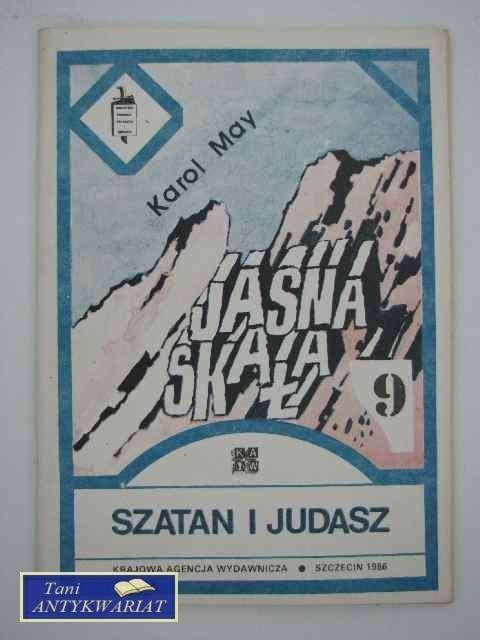 Karol May
JASNA
SKAŁA
9
KAW
SZATAN I JUDASZ
KRAJOWA AGENCJA WYDAWNICZA ● SZCZECIN 1986
Tani
ANTYKWARIAT